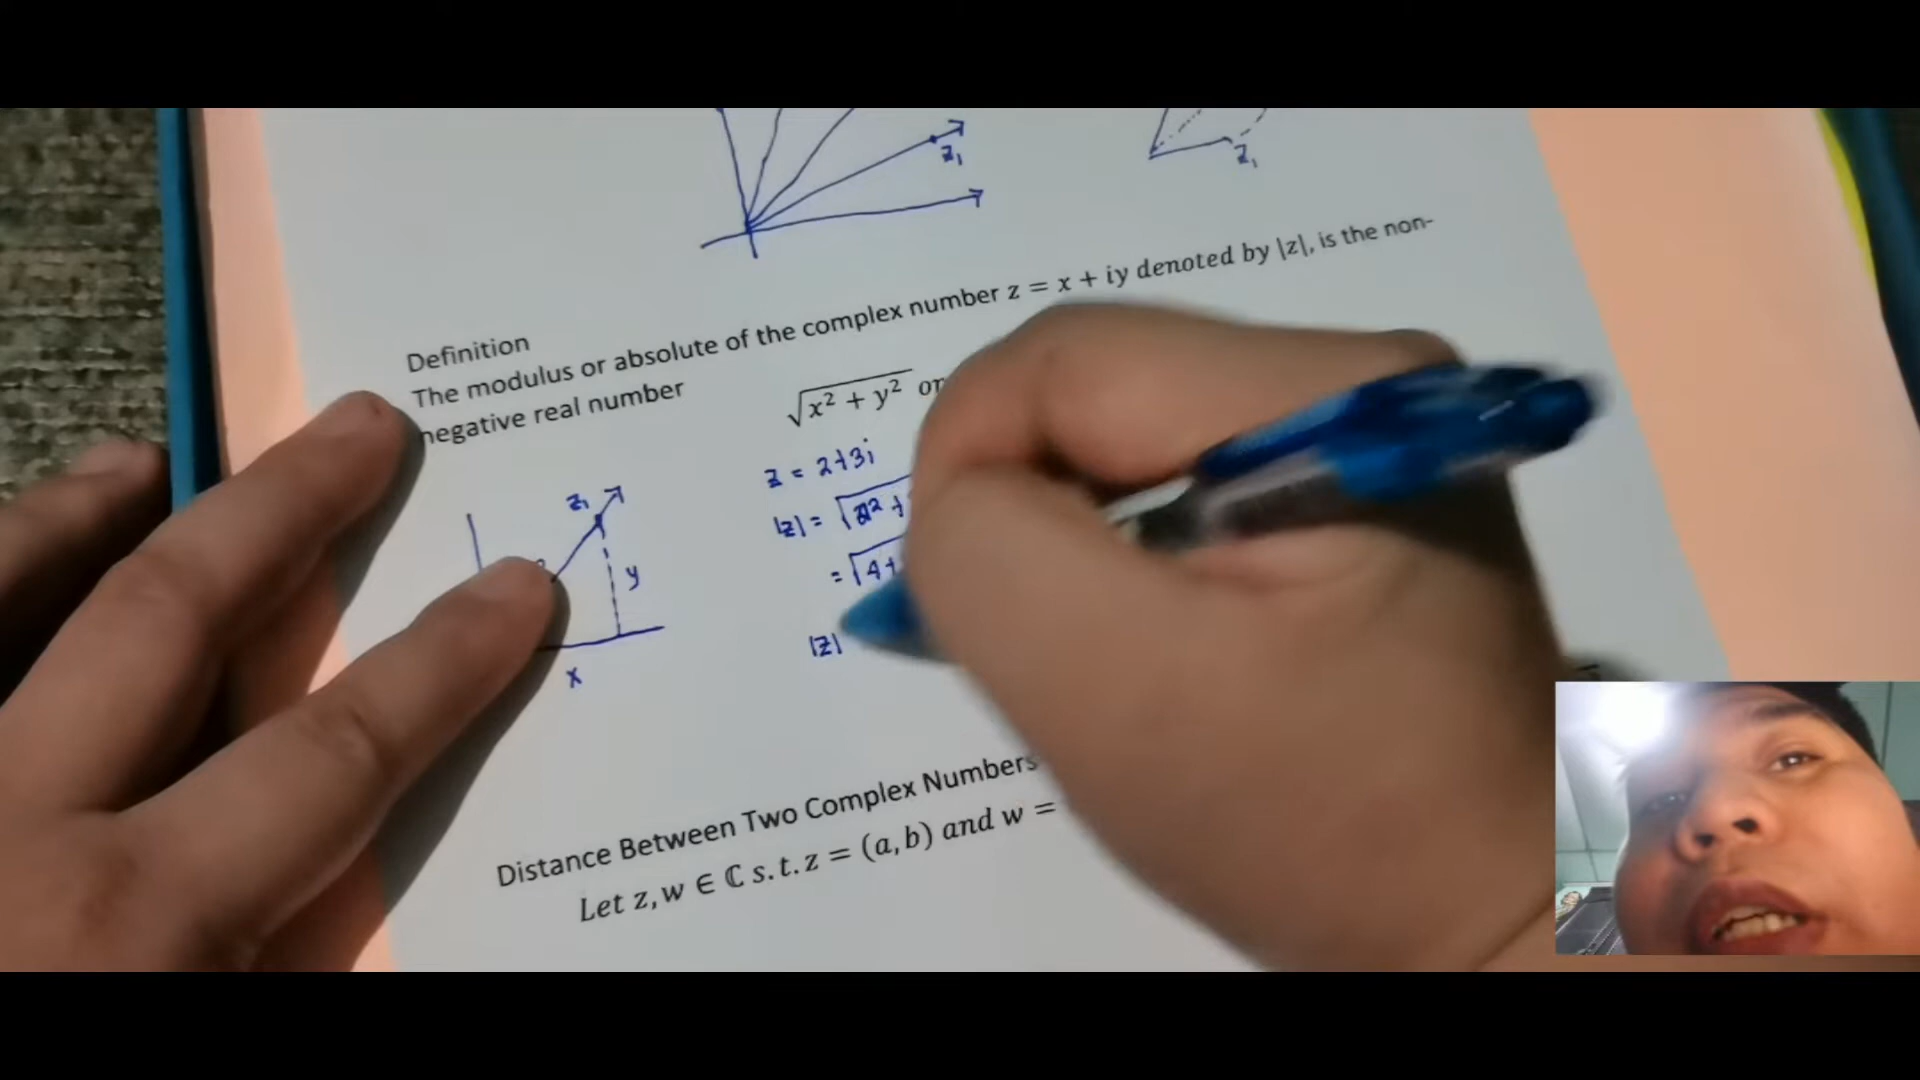 z₁
z₁
Definition
The modulus or absolute of the complex number z = x + iy denoted by |z|, is the non-
negative real number
√x² + y² or
z = 2+3i
|z| = √2² +
= √4+
|z|
z₁
y
x
Distance Between Two Complex Numbers
Let z, w ∈ ℂ s.t. z = (a, b) and w =